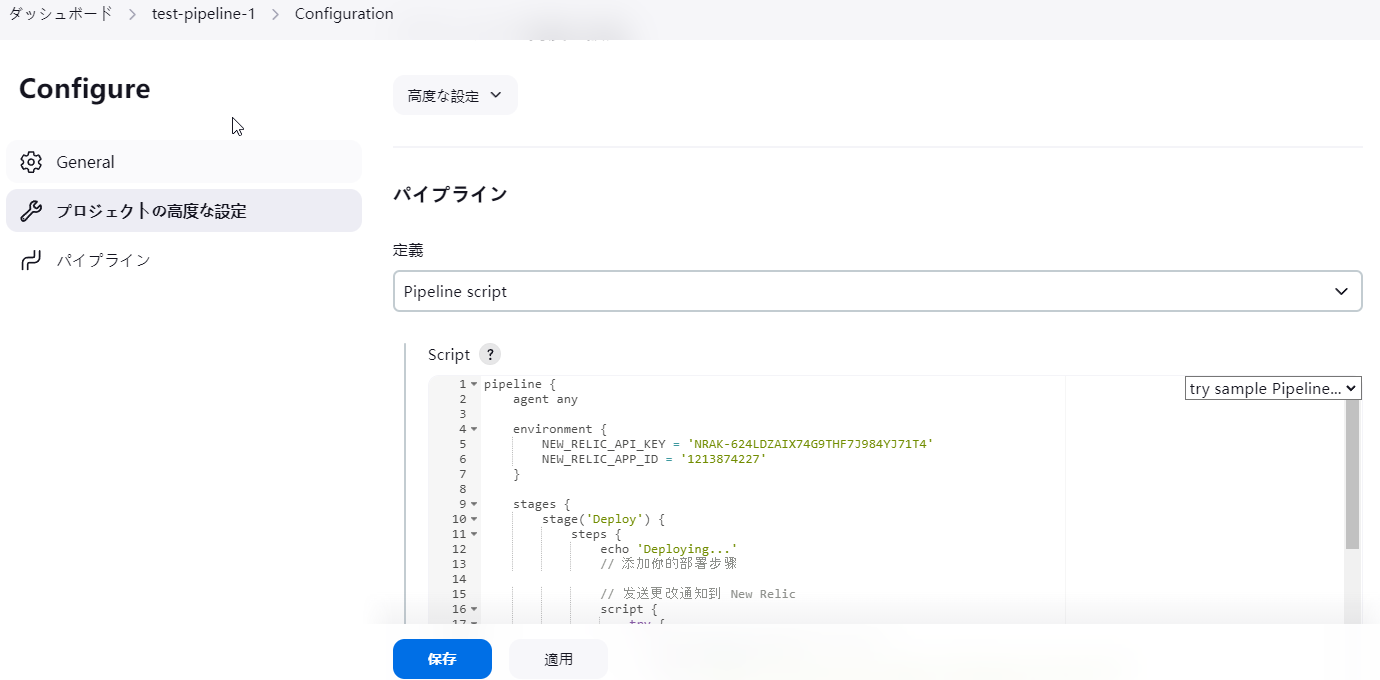 ダッシュボード > test-pipeline-1 > Configuration
Configure
General
プロジェクトの高度な設定
パイプライン
高度な設定
パイプライン
定義
Pipeline script
Script ?
try sample Pipeline...
1 pipeline {
2 agent any
3
4 environment {
5 NEW_RELIC_API_KEY = 'NRAK-624LDZAIX74G9THF7J984YJ71T4'
6 NEW_RELIC_APP_ID = '1213874227'
7 }
8
9 stages {
10 stage('Deploy') {
11 steps {
12 echo 'Deploying...'
13 // 添加你的部署步骤
14
15 // 发送更改通知到 New Relic
16 script {
17 try {
保存
適用